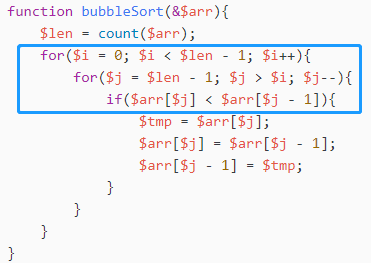 function bubbleSort(&$arr){
    $len = count($arr);
    for($i = 0; $i < $len - 1; $i++){
        for($j = $len - 1; $j > $i; $j--){
            if($arr[$j] < $arr[$j - 1]){
                $tmp = $arr[$j];
                $arr[$j] = $arr[$j - 1];
                $arr[$j - 1] = $tmp;
            }
        }
    }
}